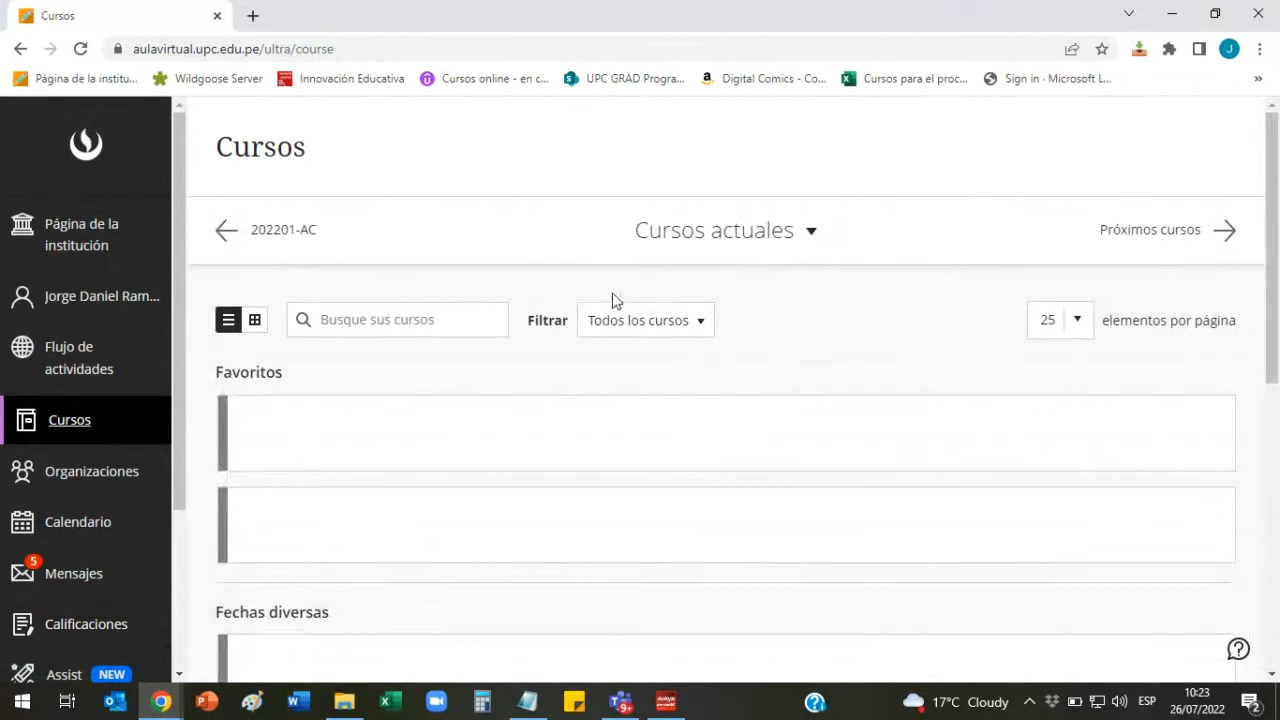 Cursos
aulavirtual.upc.edu.pe/ultra/course
J
Página de la institu...
Wildgoose Server
Innovación Educativa
Cursos online - en c...
UPC GRAD Progra...
Digital Comics - Co...
Cursos para el proc...
Sign in - Microsoft L...
»
Cursos
202201-AC
Cursos actuales
Próximos cursos
Página de la
institución
Jorge Daniel Ram...
Flujo de
actividades
Cursos
Organizaciones
Calendario
5
Mensajes
Calificaciones
Assist NEW
Busque sus cursos
Filtrar
Todos los cursos
25
elementos por página
Favoritos
Fechas diversas
9+
17°C Cloudy
ESP
10:23
26/07/2022
2